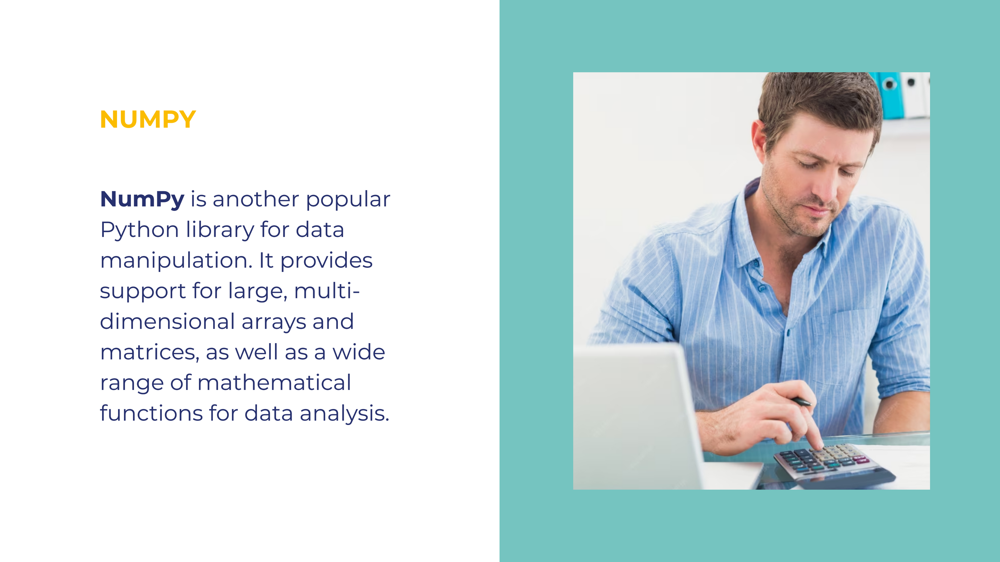 NUMPY
NumPy is another popular
Python library for data
manipulation. It provides
support for large, multi-
dimensional arrays and
matrices, as well as a wide
range of mathematical
functions for data analysis.